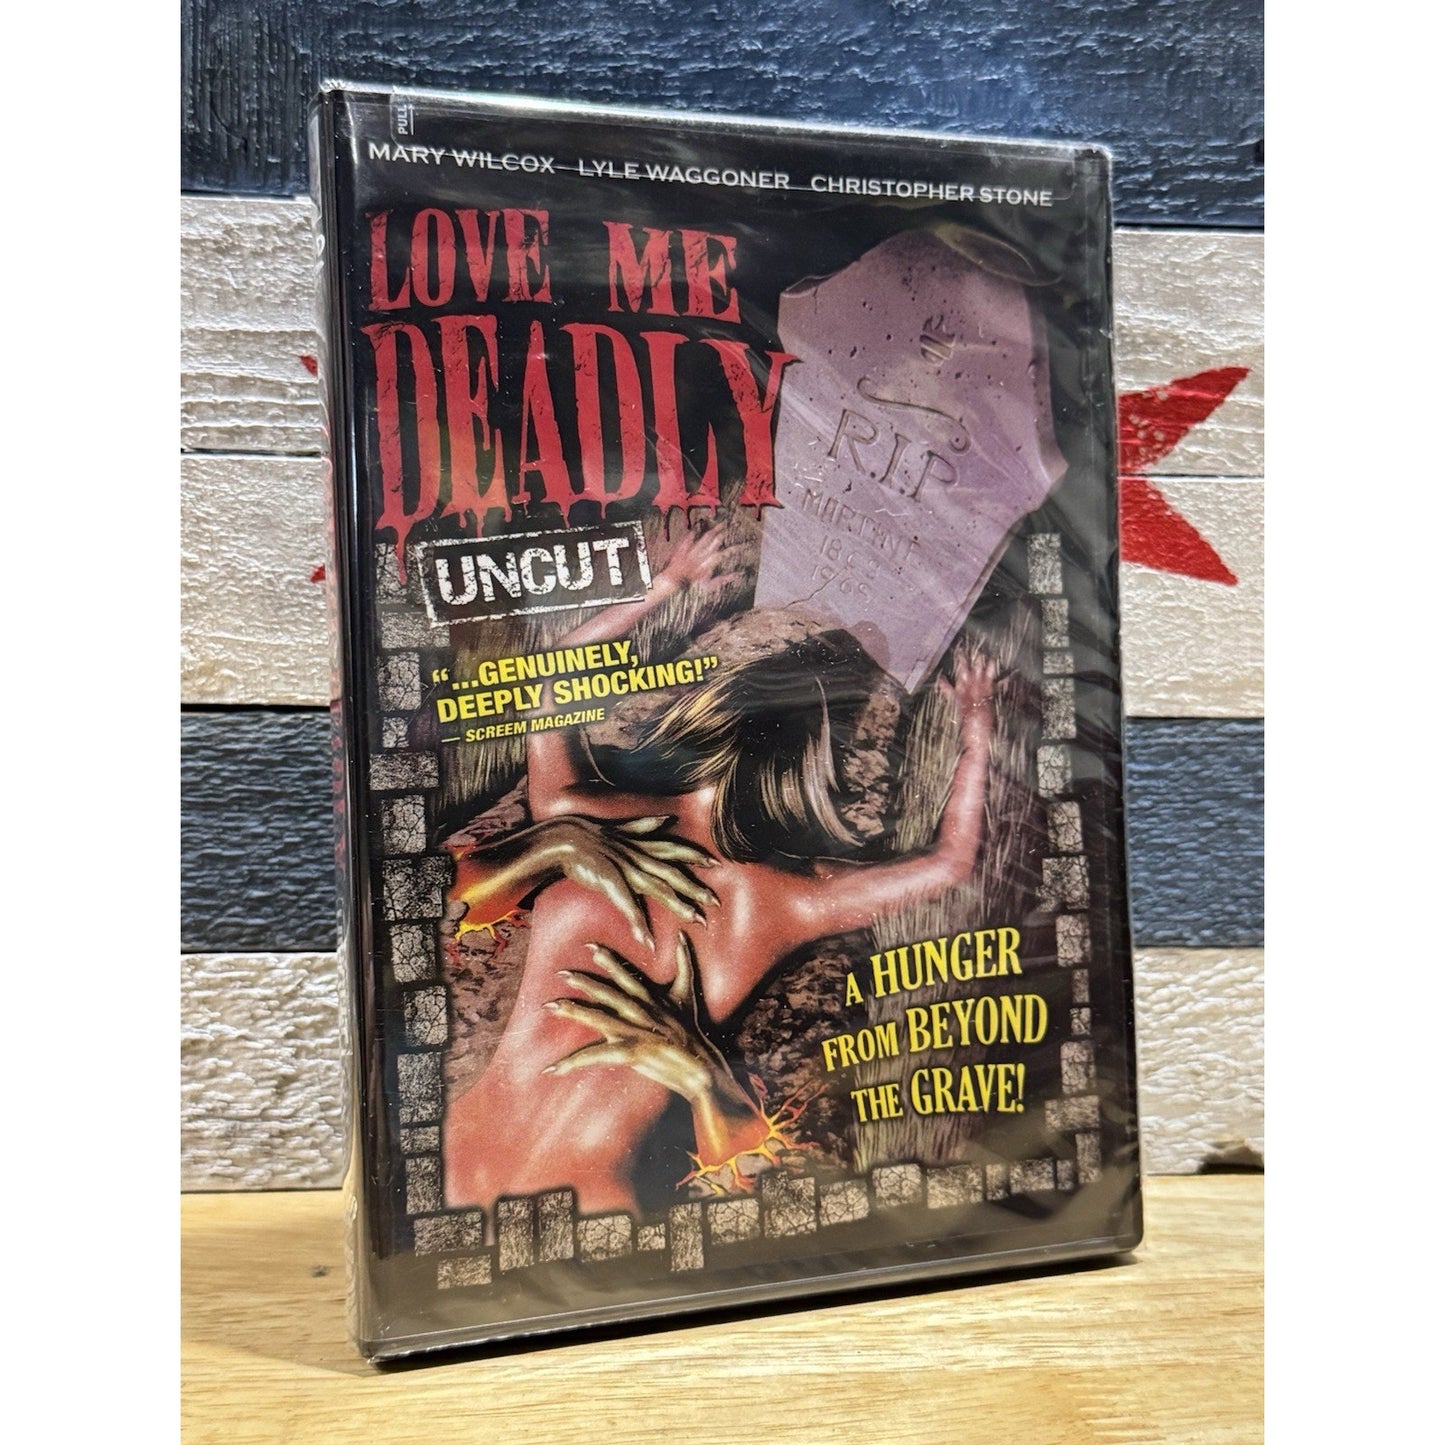 PULL
MARY WILCOX LYLE WAGGONER CHRISTOPHER STONE
LOVE ME
DEADLY
UNCUT
R.I.P
“...GENUINELY,
DEEPLY SHOCKING!”
— SCREEM MAGAZINE
A HUNGER
FROM BEYOND
THE GRAVE!